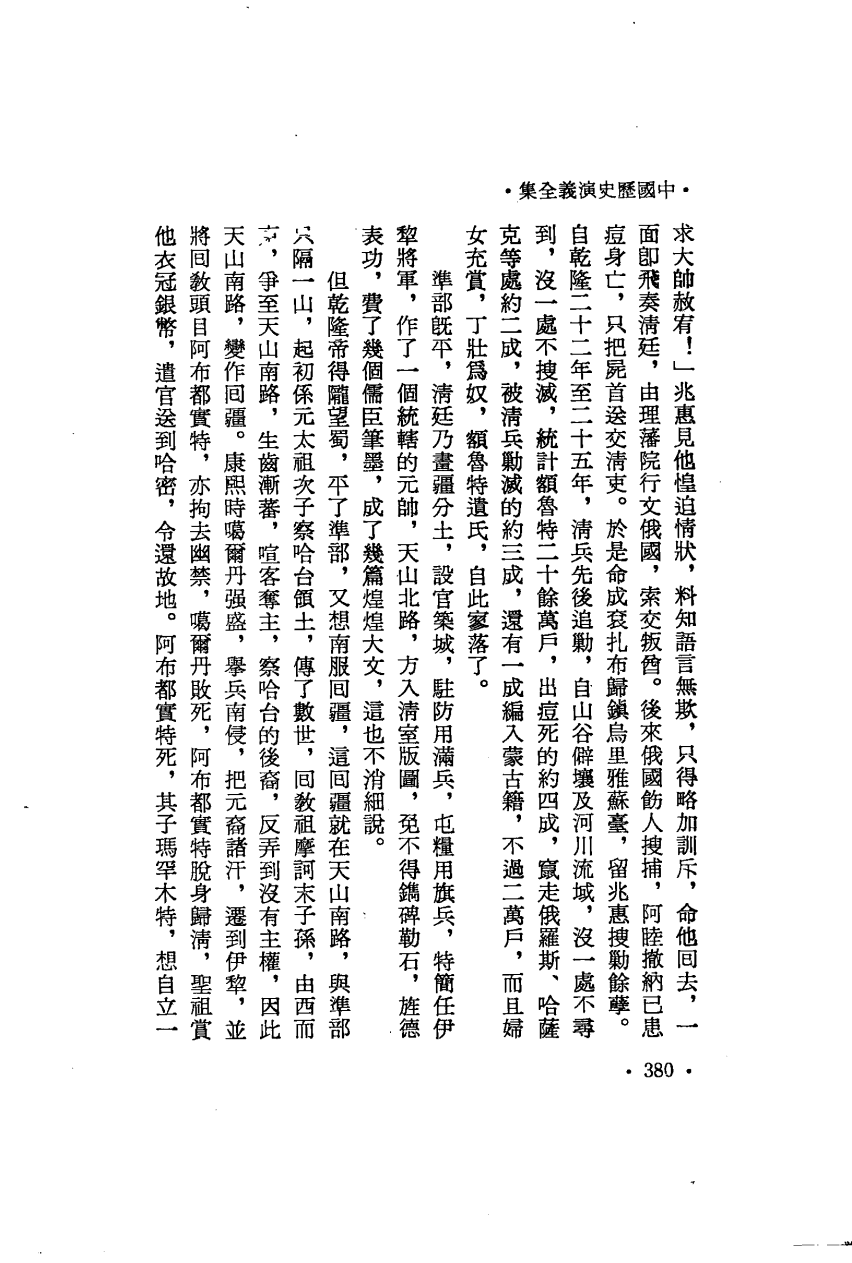 •中國歷史演義全集•
求大帥赦宥！」兆惠見他惶迫情狀，料知語言無欺，只得略加訓斥，命他回去，一
面卽飛奏清廷，由理藩院行文俄國，索交叛酋。後來俄國飭人搜捕，阿睦撤納已患
痘身亡，只把屍首送交清吏。於是命成袞扎布歸鎮烏里雅蘇臺，留兆惠搜勦餘孽。
自乾隆二十二年至二十五年，清兵先後追勦，自山谷僻壤及河川流域，沒一處不尋
到，沒一處不搜滅，統計額魯特二十餘萬戶，出痘死的約四成，竄走俄羅斯、哈薩
克等處約二成，被清兵勦滅的約三成，還有一成編入蒙古籍，不過二萬戶，而且婦
女充賞，丁壯爲奴，額魯特遺氏，自此寥落了。
準部旣平，清廷乃畫疆分土，設官築城，駐防用滿兵，屯糧用旗兵，特簡任伊
犂將軍，作了一個統轄的元帥，天山北路，方入清室版圖，免不得鐫碑勒石，旌德
表功，費了幾個儒臣筆墨，成了幾篇煌煌大文，這也不消細說。
但乾隆帝得隴望蜀，平了準部，又想南服回疆，這回疆就在天山南路，與準部
只隔一山，起初係元太祖次子察哈台領土，傳了數世，回敎祖摩訶末子孫，由西而
，爭至天山南路，生齒漸蕃，喧客奪主，察哈台的後裔，反弄到沒有主權，因此
天山南路，變作回疆。康熙時噶爾丹强盛，擧兵南侵，把元裔諸汗，遷到伊犂，並
將回敎頭目阿布都實特，亦拘去幽禁，噶爾丹敗死，阿布都實特脫身歸清，聖祖賞
他衣冠銀幣，遣官送到哈密，令還故地。阿布都實特死，其子瑪罕木特，想自立一
•380•